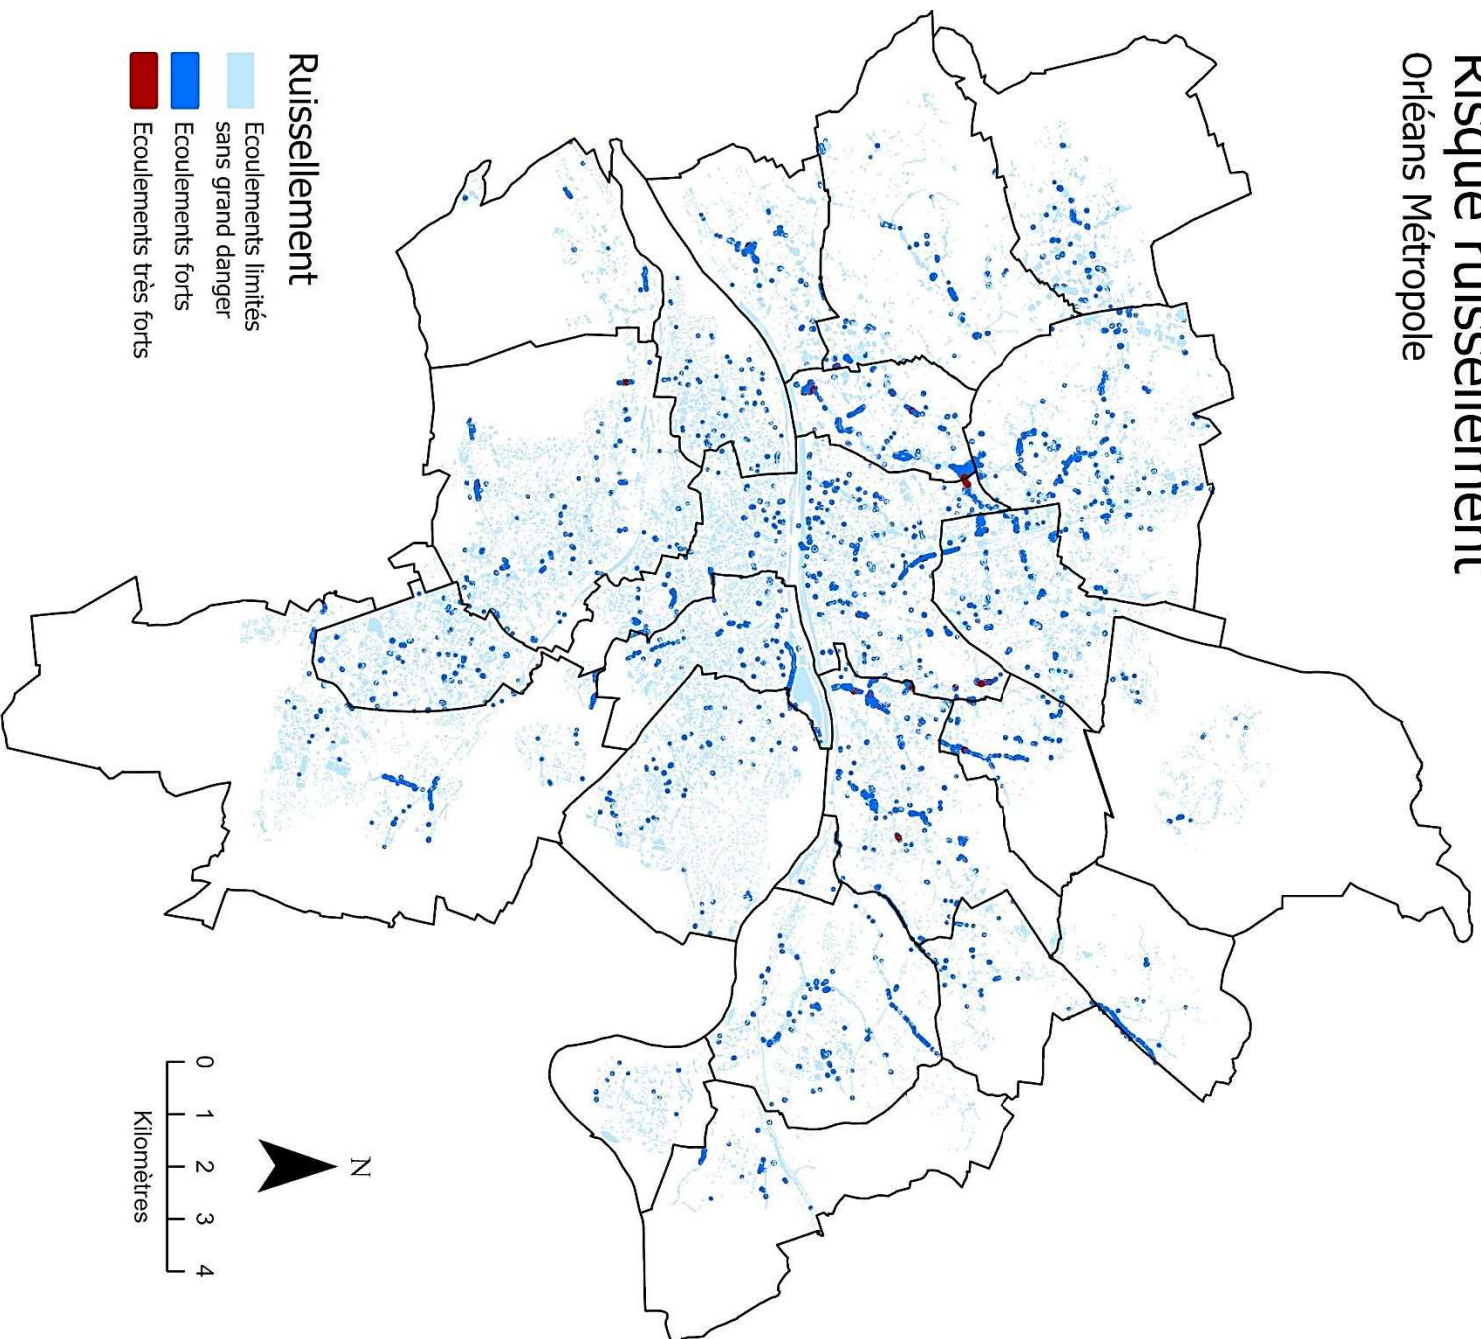 Risque ruissellement
Orléans Métropole
Ruissellement
Ecoulements limités
sans grand danger
Ecoulements forts
Ecoulements très forts
N
0 1 2 3 4
Kilomètres